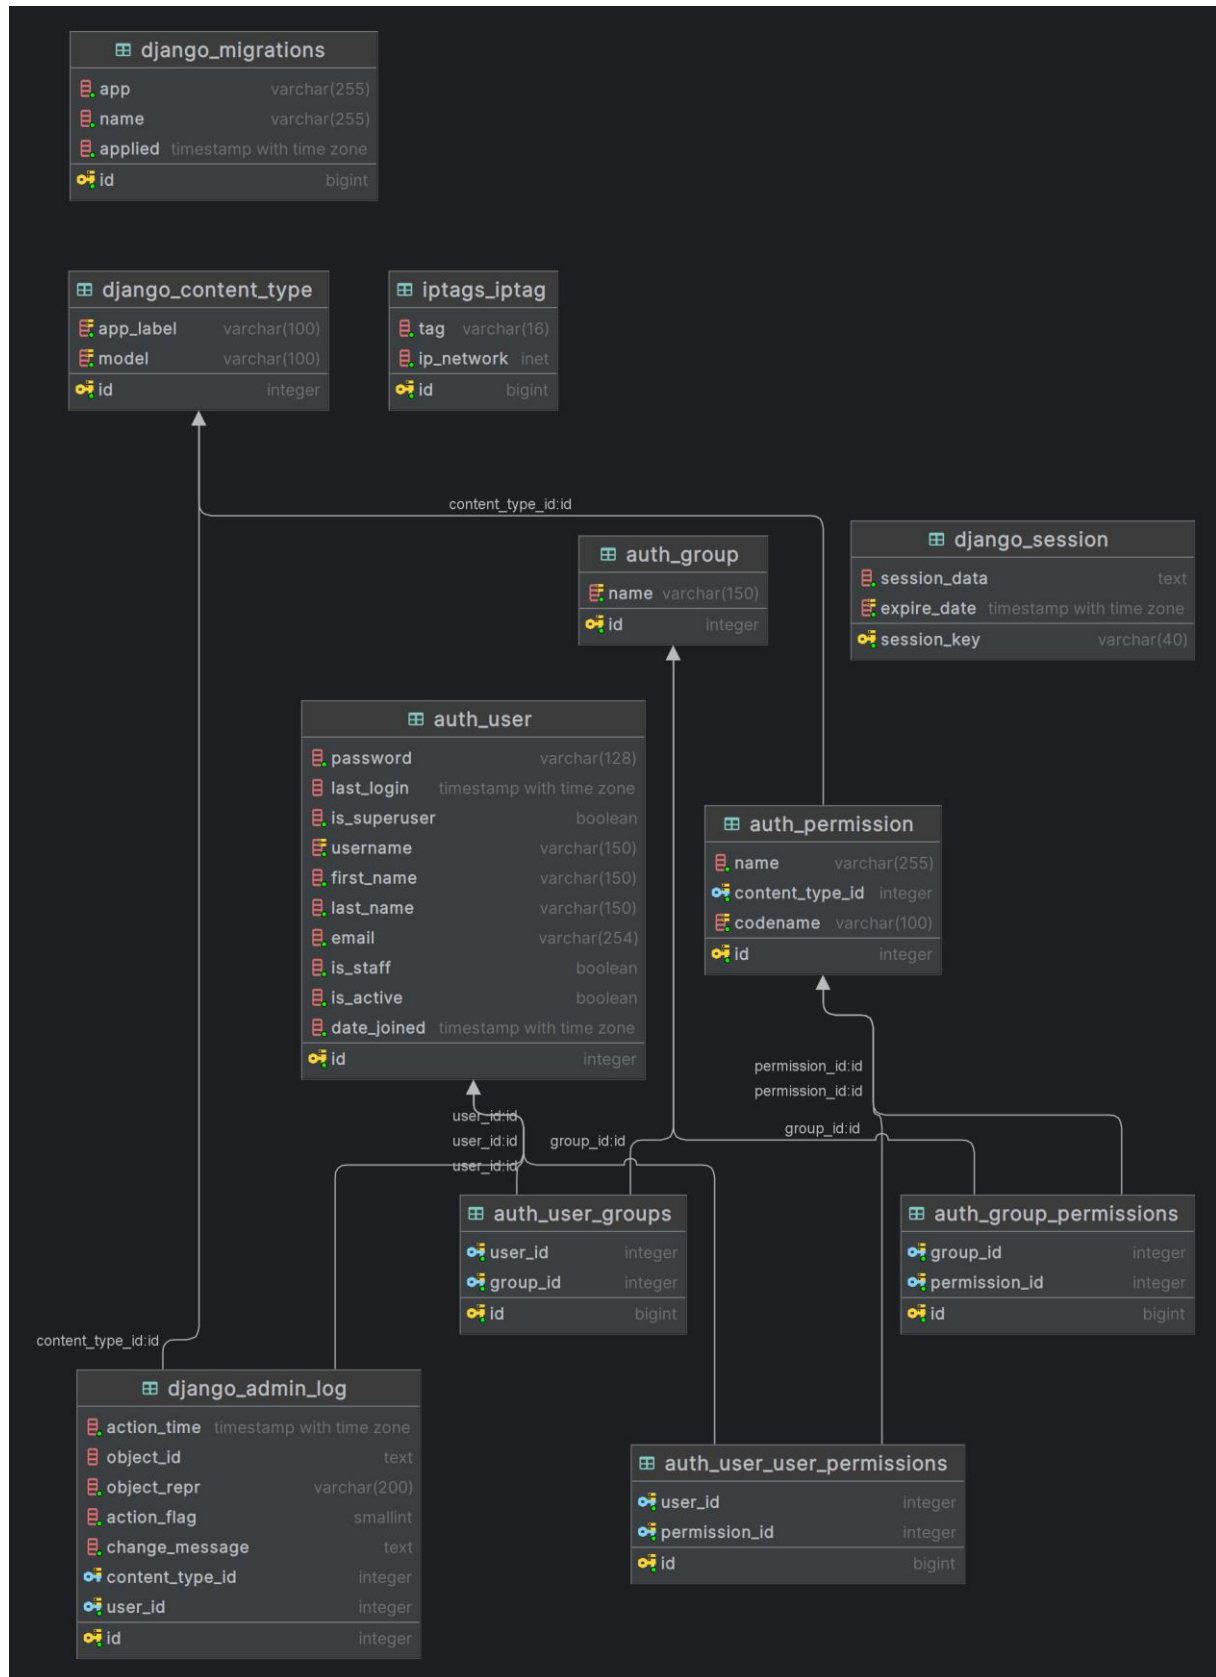 django_migrations
app varchar(255)
name varchar(255)
applied timestamp with time zone
id bigint
django_content_type
app_label varchar(100)
model varchar(100)
id integer
iptags_iptag
tag varchar(16)
ip_network inet
id bigint
content_type_id:id
auth_group
name varchar(150)
id integer
django_session
session_data text
expire_date timestamp with time zone
session_key varchar(40)
auth_user
password varchar(128)
last_login timestamp with time zone
is_superuser boolean
username varchar(150)
first_name varchar(150)
last_name varchar(150)
email varchar(254)
is_staff boolean
is_active boolean
date_joined timestamp with time zone
id integer
auth_permission
name varchar(255)
content_type_id integer
codename varchar(100)
id integer
permission_id:id
permission_id:id
user_id:id
user_id:id
user_id:id
group_id:id
group_id:id
auth_user_groups
user_id integer
group_id integer
id bigint
auth_group_permissions
group_id integer
permission_id integer
id bigint
content_type_id:id
django_admin_log
action_time timestamp with time zone
object_id text
object_repr varchar(200)
action_flag smallint
change_message text
content_type_id integer
user_id integer
id integer
auth_user_user_permissions
user_id integer
permission_id integer
id bigint